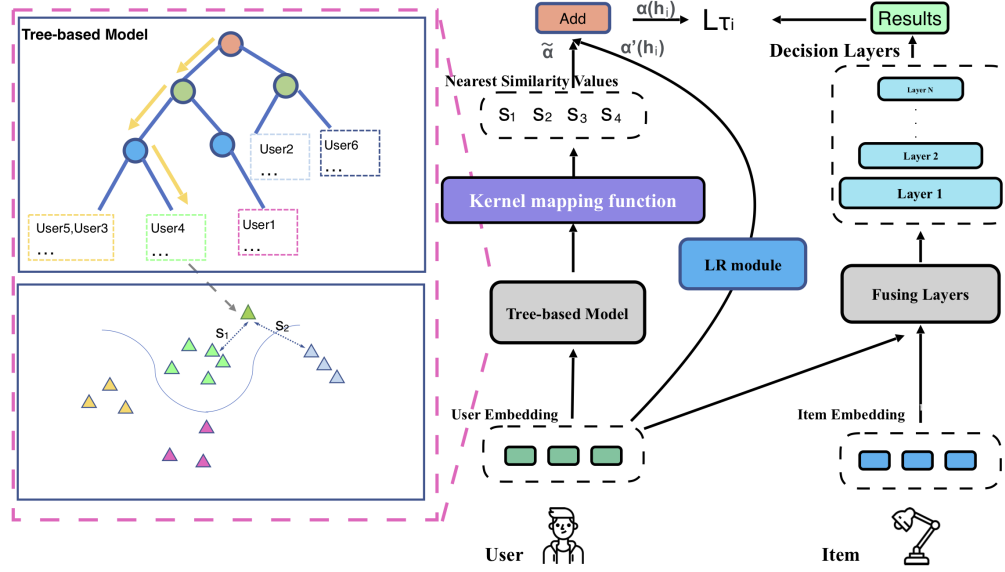 Tree-based Model
User2
...
User6
...
User5,User3
...
User4
...
User1
...
S1
S2
Add
α(hᵢ)
Lτᵢ
Results
α̃
α'(hᵢ)
Decision Layers
Nearest Similarity Values
S₁ S₂ S₃ S₄
Kernel mapping function
LR module
Tree-based Model
User Embedding
User
Layer N
.
.
.
Layer 2
Layer 1
Fusing Layers
Item Embedding
Item